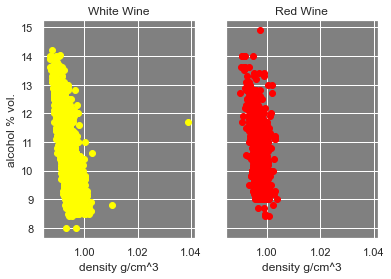 White Wine
Red Wine
15
14
13
12
11
10
9
8
alcohol % vol.
1.00 1.02 1.04
1.00 1.02 1.04
density g/cm^3
density g/cm^3